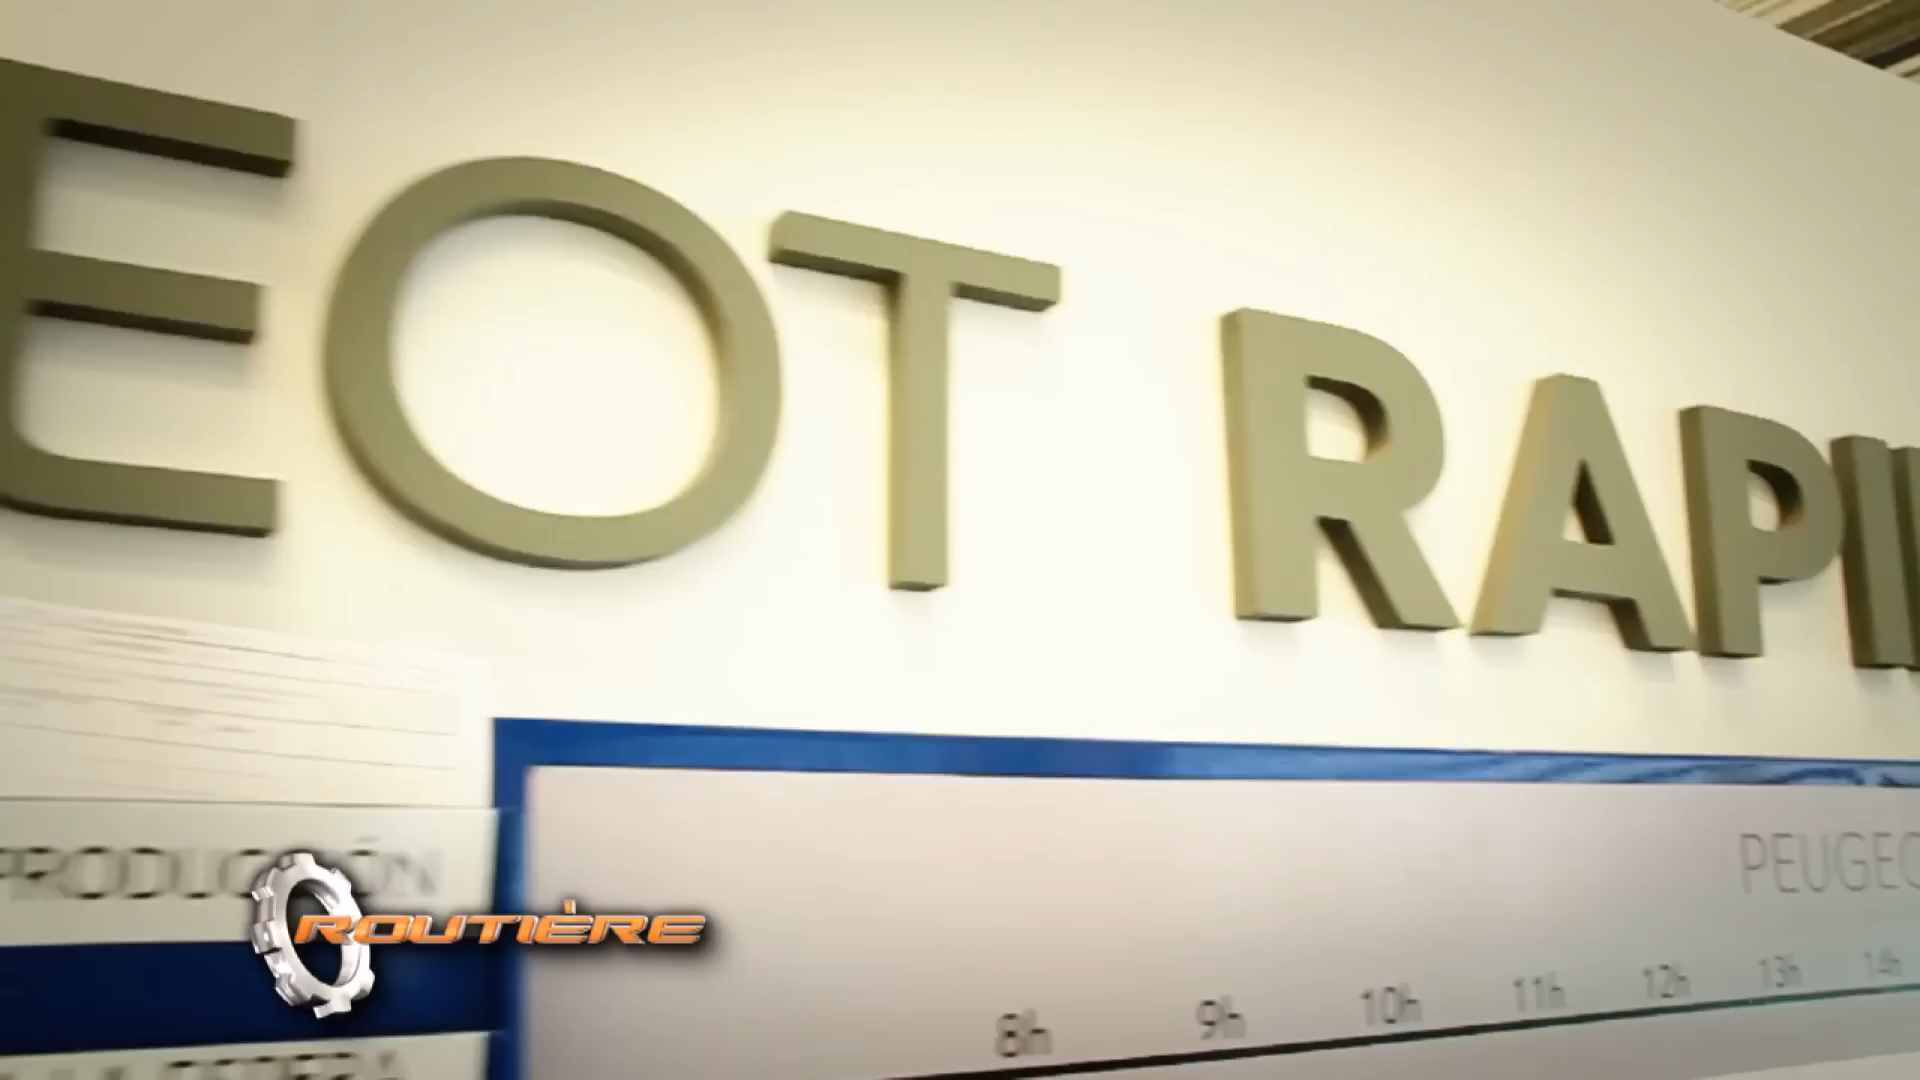 EOT RAPI
PRODUCCIÓN
PEUGEO
ROUTIÈRE
8h 9h 10h 11h 12h 13h 14h